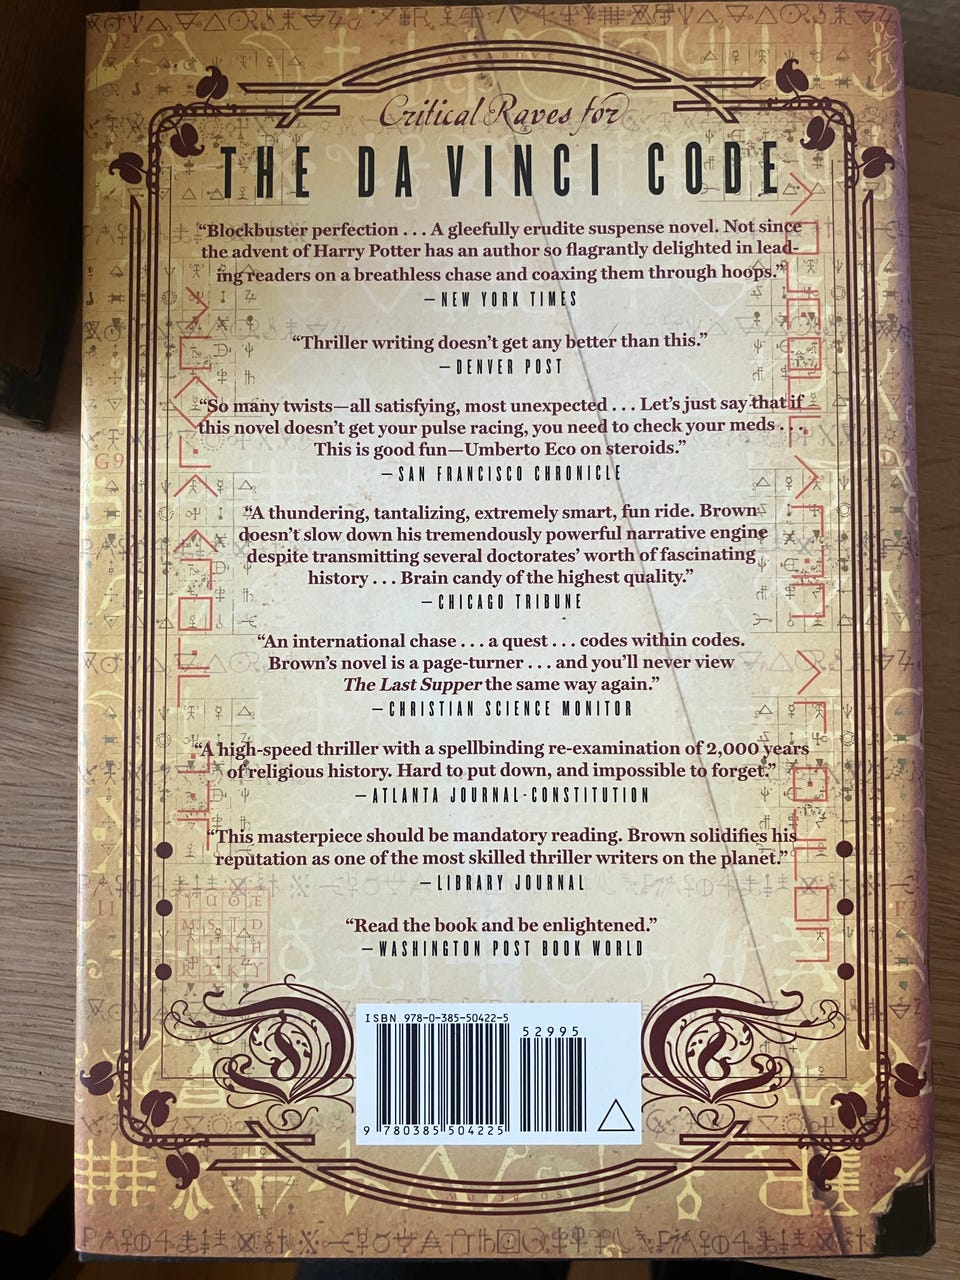 AS ABOVE
Critical Raves for
THE DA VINCI CODE
“Blockbuster perfection . . . A gleefully erudite suspense novel. Not since
the advent of Harry Potter has an author so flagrantly delighted in lead-
ing readers on a breathless chase and coaxing them through hoops.”
—NEW YORK TIMES
“Thriller writing doesn’t get any better than this.”
—DENVER POST
“So many twists—all satisfying, most unexpected . . . Let’s just say that if
this novel doesn’t get your pulse racing, you need to check your meds . . .
This is good fun—Umberto Eco on steroids.”
—SAN FRANCISCO CHRONICLE
G9
“A thundering, tantalizing, extremely smart, fun ride. Brown
doesn’t slow down his tremendously powerful narrative engine
despite transmitting several doctorates’ worth of fascinating
history . . . Brain candy of the highest quality.”
—CHICAGO TRIBUNE
“An international chase . . . a quest . . . codes within codes.
Brown’s novel is a page-turner . . . and you’ll never view
The Last Supper the same way again.”
—CHRISTIAN SCIENCE MONITOR
“A high-speed thriller with a spellbinding re-examination of 2,000 years
of religious history. Hard to put down, and impossible to forget.”
—ATLANTA JOURNAL-CONSTITUTION
“This masterpiece should be mandatory reading. Brown solidifies his
reputation as one of the most skilled thriller writers on the planet.”
—LIBRARY JOURNAL
“Read the book and be enlightened.”
—WASHINGTON POST BOOK WORLD
ISBN 978-0-385-50422-5
52995
9 780385 504225
SO BELOW